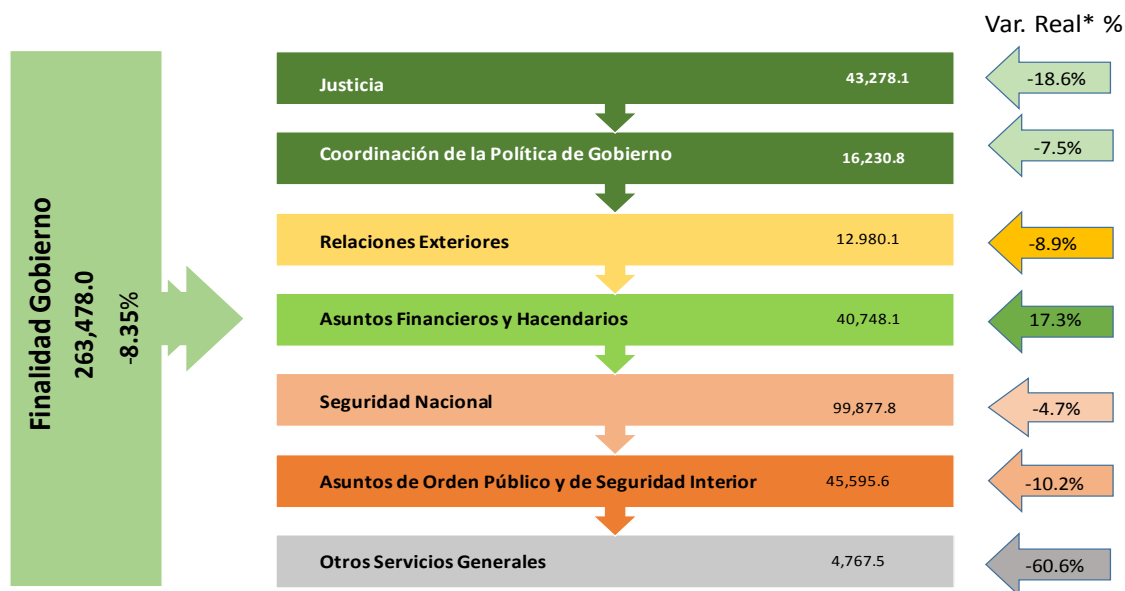 Var. Real* %
Finalidad Gobierno
263,478.0
-8.35%
Justicia 43,278.1 -18.6%
Coordinación de la Política de Gobierno 16,230.8 -7.5%
Relaciones Exteriores 12.980.1 -8.9%
Asuntos Financieros y Hacendarios 40,748.1 17.3%
Seguridad Nacional 99,877.8 -4.7%
Asuntos de Orden Público y de Seguridad Interior 45,595.6 -10.2%
Otros Servicios Generales 4,767.5 -60.6%